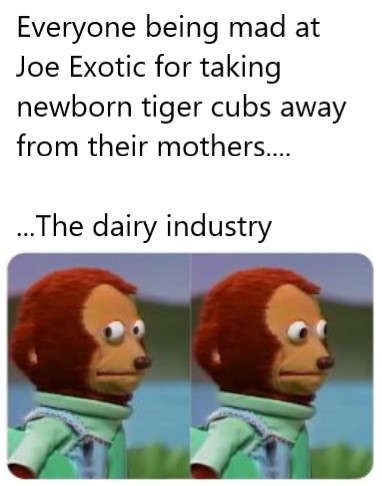 Everyone being mad at
Joe Exotic for taking
newborn tiger cubs away
from their mothers....
...The dairy industry